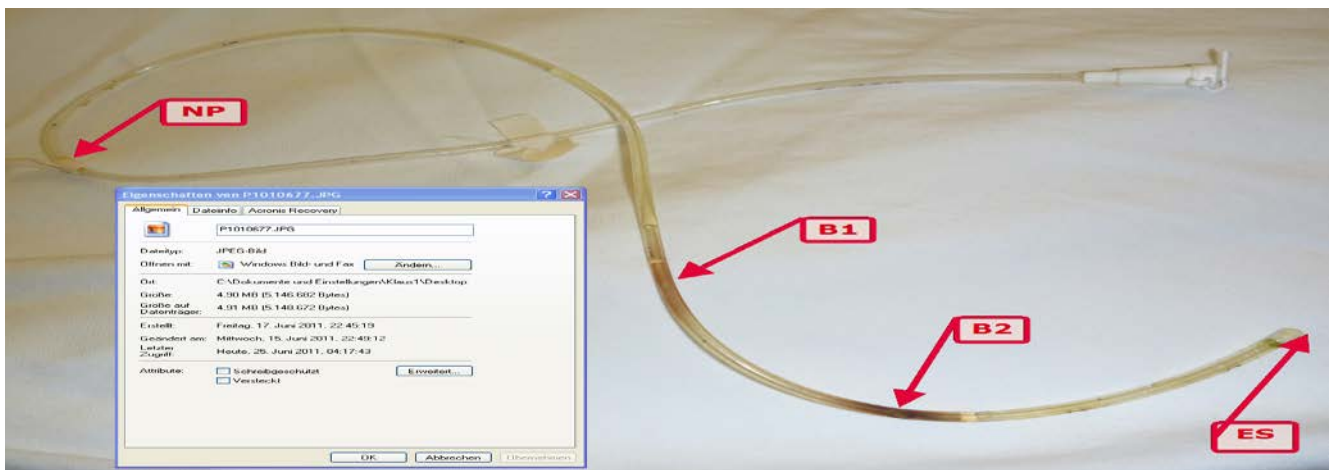 NP
B1
B2
ES
Eigenschaften von P1010677.JPG
Allgemein Dateiinfo Acronis Recovery
P1010677.JPG
Dateityp: JPEG-Bild
Öffnen mit: Windows Bild- und Fax Ändern...
Ort: C:\Dokumente und Einstellungen\Klaus1\Desktop
Größe: 4,90 MB (5.146.682 Bytes)
Größe auf Datenträger: 4,91 MB (5.148.672 Bytes)
Erstellt: Freitag, 17. Juni 2011, 22:45:19
Geändert am: Mittwoch, 15. Juni 2011, 22:49:12
Letzter Zugriff: Heute, 25. Juni 2011, 04:17:43
Attribute: Schreibgeschützt Erweitert...
Versteckt
OK Abbrechen Übernehmen